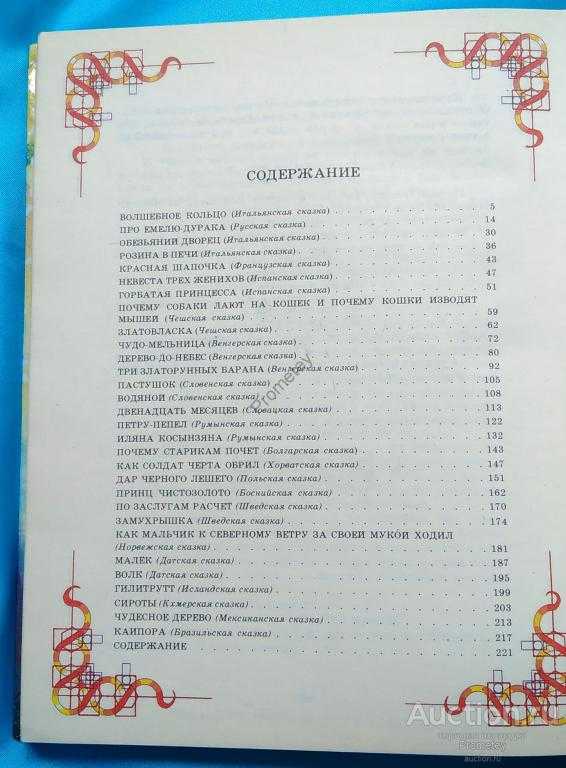 СОДЕРЖАНИЕ
ВОЛШЕБНОЕ КОЛЬЦО (Итальянская сказка) . . . 5
ПРО ЕМЕЛЮ-ДУРАКА (Русская сказка) . . . 14
ОБЕЗЬЯНИЙ ДВОРЕЦ (Итальянская сказка) . . . 30
РОЗИНА В ПЕЧИ (Итальянская сказка) . . . 36
КРАСНАЯ ШАПОЧКА (Французская сказка) . . . 43
НЕВЕСТА ТРЕХ ЖЕНИХОВ (Испанская сказка) . . . 47
ГОРБАТАЯ ПРИНЦЕССА (Испанская сказка) . . . 51
ПОЧЕМУ СОБАКИ ЛАЮТ НА КОШЕК И ПОЧЕМУ КОШКИ ИЗВОДЯТ
МЫШЕЙ (Чешская сказка) . . . 59
ЗЛАТОВЛАСКА (Чешская сказка) . . . 62
ЧУДО-МЕЛЬНИЦА (Венгерская сказка) . . . 72
ДЕРЕВО-ДО-НЕБЕС (Венгерская сказка) . . . 80
ТРИ ЗЛАТОРУННЫХ БАРАНА (Венгерская сказка) . . . 92
ПАСТУШОК (Словенская сказка) . . . 105
ВОДЯНОЙ (Словенская сказка) . . . 108
ДВЕНАДЦАТЬ МЕСЯЦЕВ (Словацкая сказка) . . . 113
ПЕТРУ-ПЕПЕЛ (Румынская сказка) . . . 122
ИЛЯНА КОСЫНЗЯНА (Румынская сказка) . . . 132
ПОЧЕМУ СТАРИКАМ ПОЧЕТ (Болгарская сказка) . . . 143
КАК СОЛДАТ ЧЕРТА ОБРИЛ (Хорватская сказка) . . . 147
ДАР ЧЕРНОГО ЛЕШЕГО (Польская сказка) . . . 151
ПРИНЦ ЧИСТОЗОЛОТО (Боснийская сказка) . . . 162
ПО ЗАСЛУГАМ РАСЧЕТ (Шведская сказка) . . . 170
ЗАМУХРЫШКА (Шведская сказка) . . . 174
КАК МАЛЬЧИК К СЕВЕРНОМУ ВЕТРУ ЗА СВОЕЙ МУКОЙ ХОДИЛ
(Норвежская сказка) . . . 181
МАЛЕК (Датская сказка) . . . 187
ВОЛК (Датская сказка) . . . 195
ГИЛИТРУТТ (Исландская сказка) . . . 199
СИРОТЫ (Кхмерская сказка) . . . 203
ЧУДЕСНОЕ ДЕРЕВО (Мексиканская сказка) . . . 213
КАИПОРА (Бразильская сказка) . . . 217
СОДЕРЖАНИЕ . . . 221
Prometey
Auction.ru
Prometey
auction.ru